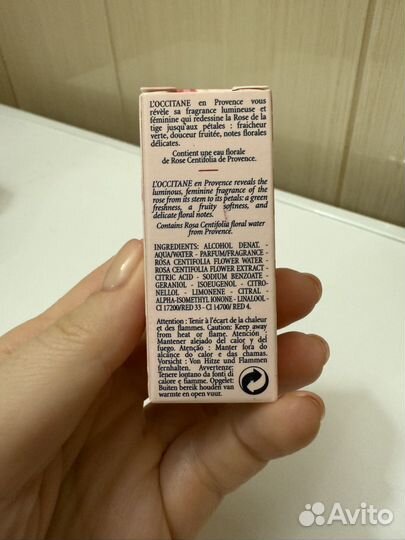 L'OCCITANE en Provence vous
révèle sa fragrance lumineuse et
féminine qui redessine la Rose de la
tige jusqu'aux pétales : fraicheur
verte, douceur fruitée, notes florales
délicates.
Contient une eau florale
de Rose Centifolia de Provence.
L'OCCITANE en Provence reveals the
luminous, feminine fragrance of the
rose from its stem to its petals: a green
freshness, a fruity softness, and
delicate floral notes.
Contains Rosa Centifolia floral water
from Provence.
INGREDIENTS: ALCOHOL DENAT. -
AQUA/WATER - PARFUM/FRAGRANCE -
ROSA CENTIFOLIA FLOWER WATER -
ROSA CENTIFOLIA FLOWER EXTRACT -
CITRIC ACID - SODIUM BENZOATE -
GERANIOL - ISOEUGENOL - CITRO-
NELLOL - LIMONENE - CITRAL -
ALPHA-ISOMETHYL IONONE - LINALOOL -
CI 17200/RED 33 - CI 14700/ RED 4.
Attention : Tenir à l'écart de la chaleur
et des flammes. Caution: Keep away
from heat or flame. Atención :
Mantener alejado del calor y del
fuego. Atenção : Manter fora do
alcance do calor e das chamas.
Vorsicht : Von Hitze und Flammen
fernhalten. Avvertenze:
Tenere lontano da fonti di
calore e fiamme. Opgelet:
Buiten bereik houden van
warmte en open vuur.
Avito